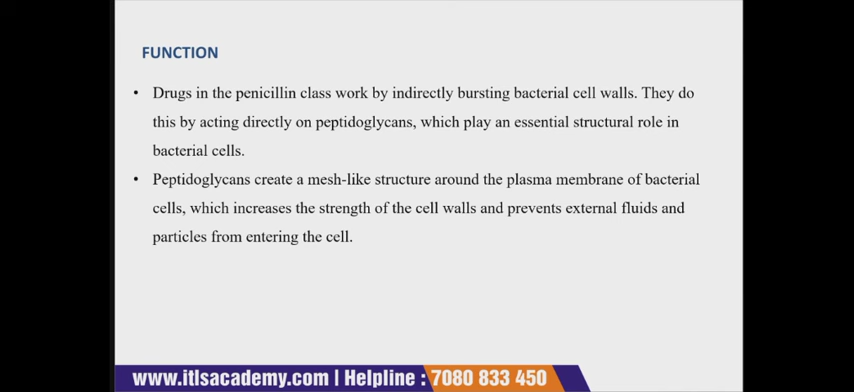 FUNCTION
• Drugs in the penicillin class work by indirectly bursting bacterial cell walls. They do
this by acting directly on peptidoglycans, which play an essential structural role in
bacterial cells.
• Peptidoglycans create a mesh-like structure around the plasma membrane of bacterial
cells, which increases the strength of the cell walls and prevents external fluids and
particles from entering the cell.
www.itlsacademy.com | Helpline : 7080 833 450